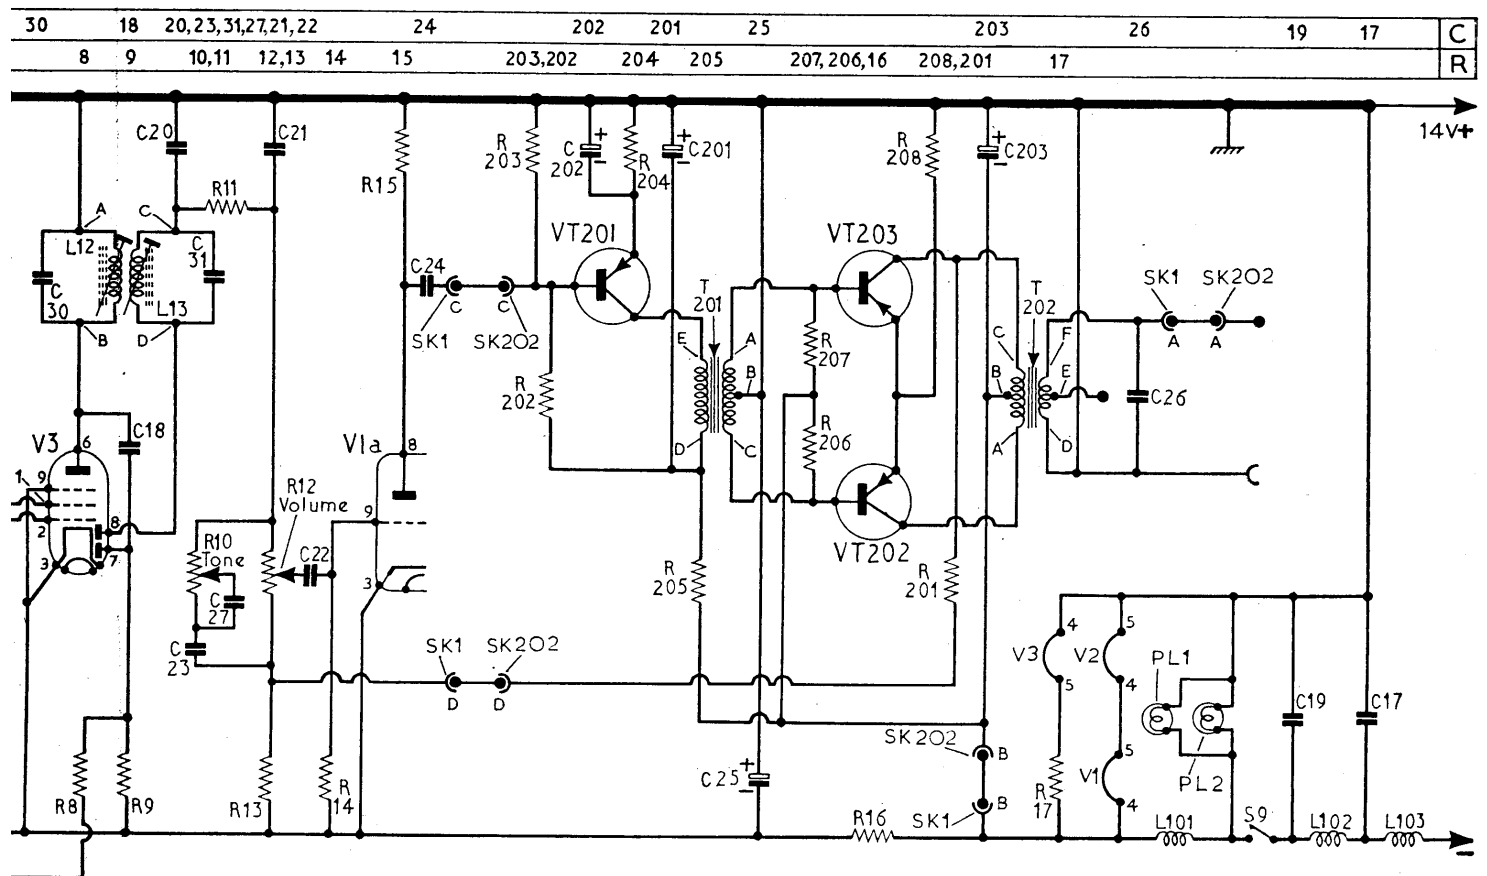 30 18 20,23,31,27,21,22 24 202 201 25 203 26 19 17 C
8 9 10,11 12,13 14 15 203,202 204 205 207,206,16 208,201 17 R
14V+
C20
C21
R15
R
203
C
202
+
-
R
204
+
-
C201
R
208
+
-
C203
R11
A
C
L12
C
31
C
30
L13
B
D
VT201
VT203
C24
C
C
SK1
SK202
T
201
E
A
B
D
C
R
207
R
206
R
202
T
202
C
B
A
F
E
D
SK1
SK202
A
A
C26
V3
6
C18
1
9
2
8
7
3
V1a
8
9
3
R12
Volume
R10
Tone
C22
C
27
C
23
VT202
R
205
R
201
SK1
SK202
D
D
V3
4
5
V2
5
4
PL1
PL2
C19
C17
SK202
B
B
SK1
C25
+
-
V1
5
4
R
17
R8
R9
R13
R
14
R16
L101
S9
L102
L103
-